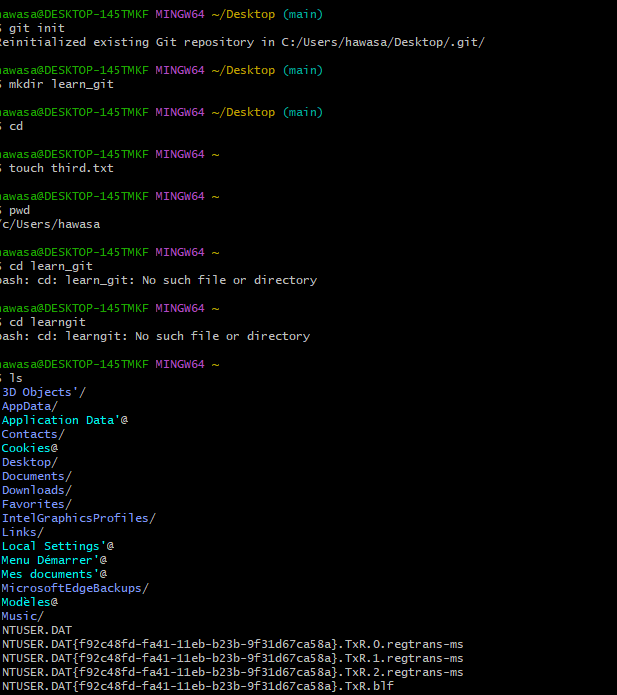 hawasa@DESKTOP-145TMKF MINGW64 ~/Desktop (main)
$ git init
Reinitialized existing Git repository in C:/Users/hawasa/Desktop/.git/
hawasa@DESKTOP-145TMKF MINGW64 ~/Desktop (main)
$ mkdir learn_git
hawasa@DESKTOP-145TMKF MINGW64 ~/Desktop (main)
$ cd
hawasa@DESKTOP-145TMKF MINGW64 ~
$ touch third.txt
hawasa@DESKTOP-145TMKF MINGW64 ~
$ pwd
/c/Users/hawasa
hawasa@DESKTOP-145TMKF MINGW64 ~
$ cd learn_git
bash: cd: learn_git: No such file or directory
hawasa@DESKTOP-145TMKF MINGW64 ~
$ cd learngit
bash: cd: learngit: No such file or directory
hawasa@DESKTOP-145TMKF MINGW64 ~
$ ls
3D Objects'/
AppData/
Application Data'@
Contacts/
Cookies@
Desktop/
Documents/
Downloads/
Favorites/
IntelGraphicsProfiles/
Links/
Local Settings'@
Menu Démarrer'@
Mes documents'@
MicrosoftEdgeBackups/
Modèles@
Music/
NTUSER.DAT
NTUSER.DAT{f92c48fd-fa41-11eb-b23b-9f31d67ca58a}.TxR.0.regtrans-ms
NTUSER.DAT{f92c48fd-fa41-11eb-b23b-9f31d67ca58a}.TxR.1.regtrans-ms
NTUSER.DAT{f92c48fd-fa41-11eb-b23b-9f31d67ca58a}.TxR.2.regtrans-ms
NTUSER.DAT{f92c48fd-fa41-11eb-b23b-9f31d67ca58a}.TxR.blf